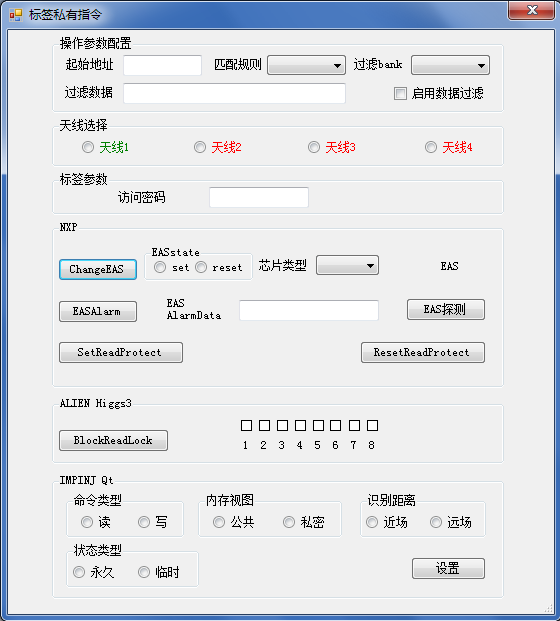 标签私有指令
操作参数配置
起始地址 匹配规则 过滤bank
过滤数据 启用数据过滤
天线选择
天线1 天线2 天线3 天线4
标签参数
访问密码
NXP
EASstate
ChangeEAS set reset 芯片类型 EAS
EASAlarm EAS AlarmData EAS探测
SetReadProtect ResetReadProtect
ALIEN Higgs3
BlockReadLock 1 2 3 4 5 6 7 8
IMPINJ Qt
命令类型 内存视图 识别距离
读 写 公共 私密 近场 远场
状态类型
永久 临时 设置